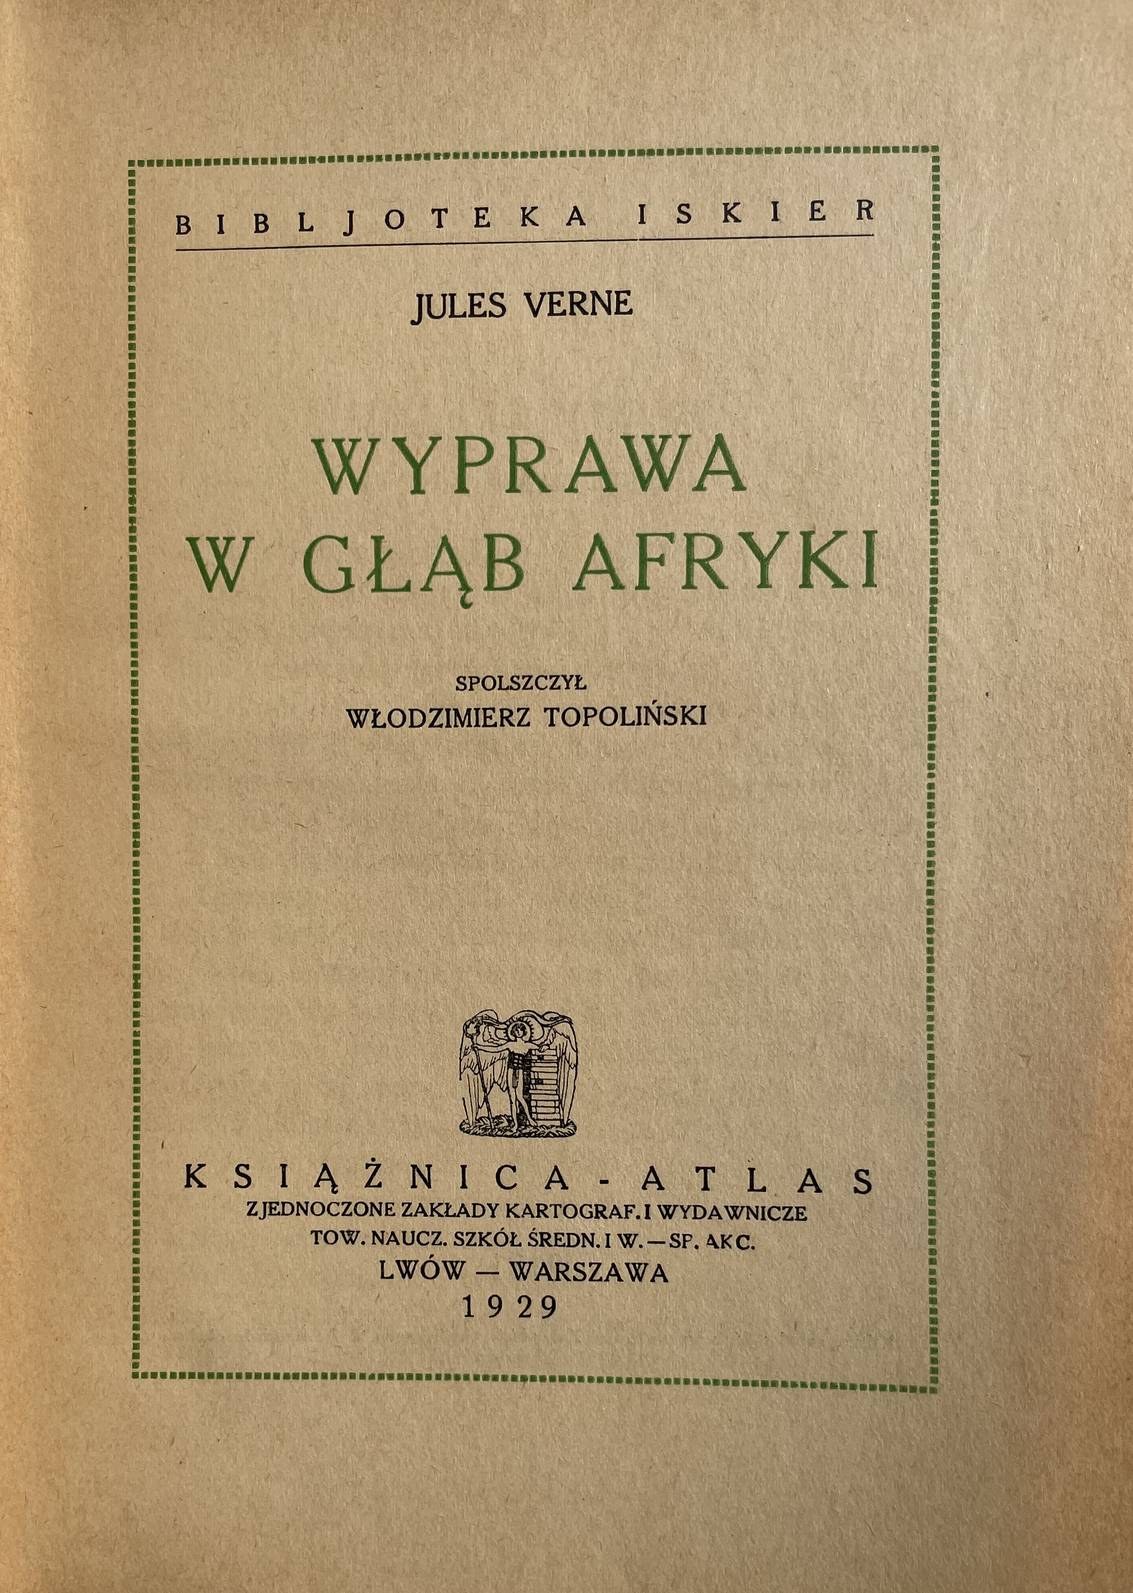 BIBLJOTEKA ISKIER
JULES VERNE
WYPRAWA
W GŁĄB AFRYKI
SPOLSZCZYŁ
WŁODZIMIERZ TOPOLIŃSKI
KSIĄŻNICA - ATLAS
ZJEDNOCZONE ZAKŁADY KARTOGRAF. I WYDAWNICZE
TOW. NAUCZ. SZKÓŁ ŚREDN. I W. — SP. AKC.
LWÓW — WARSZAWA
1929